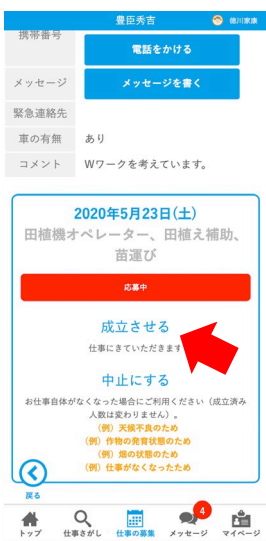 豊臣秀吉
徳川家康
携帯番号
電話をかける
メッセージ
メッセージを書く
緊急連絡先
車の有無
あり
コメント
Wワークを考えています。
2020年5月23日(土)
田植機オペレーター、田植え補助、
苗運び
応募中
成立させる
仕事にきていただきます
中止にする
お仕事自体がなくなった場合にご利用ください（成立済み
人数は変わりません）。
（例）天候不良のため
（例）作物の発育状態のため
（例）畑の状態のため
（例）仕事がなくなったため
戻る
4
トップ
仕事さがし
仕事の募集
メッセージ
マイページ